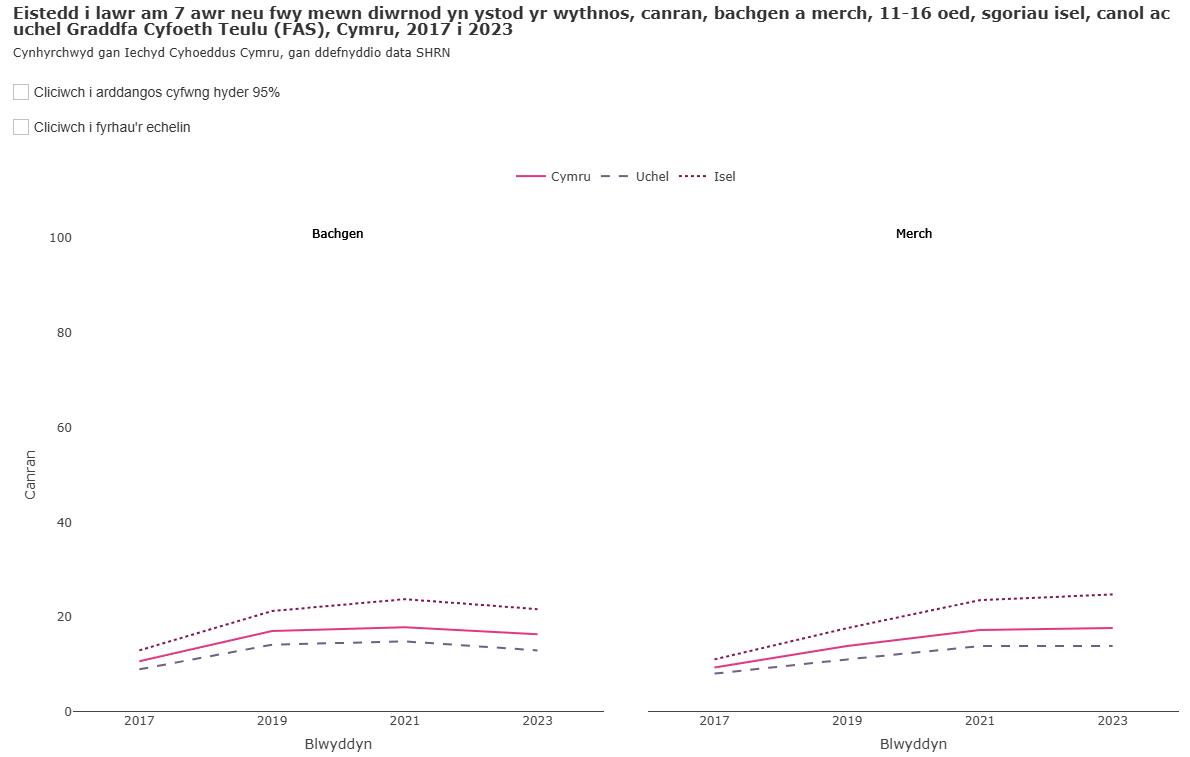 Eistedd i lawr am 7 awr neu fwy mewn diwrnod yn ystod yr wythnos, canran, bachgen a merch, 11-16 oed, sgoriau isel, canol ac
uchel Graddfa Cyfoeth Teulu (FAS), Cymru, 2017 i 2023
Cynhyrchwyd gan Iechyd Cyhoeddus Cymru, gan ddefnyddio data SHRN
Cliciwch i arddangos cyfwng hyder 95%
Cliciwch i fyrhau'r echelin
Cymru Uchel Isel
Bachgen Merch
100
80
60
40
20
0
Canran
2017 2019 2021 2023 2017 2019 2021 2023
Blwyddyn Blwyddyn